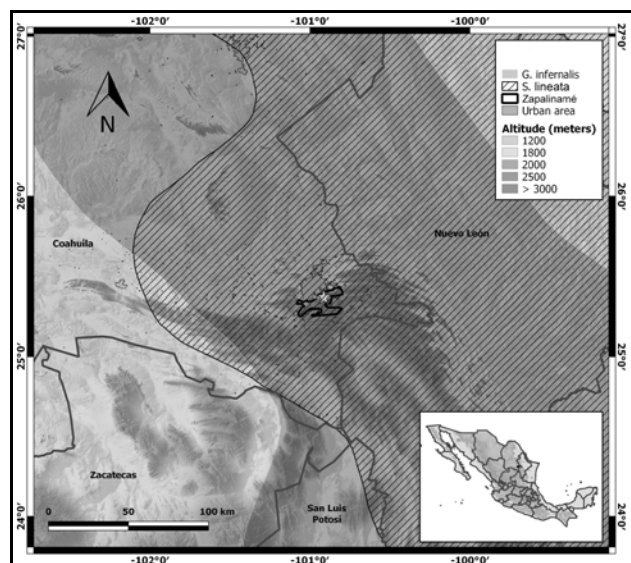 -102°0' -101°0' -100°0'
27°0'
27°0'
N
G. infernalis
S. lineata
Zapalinamé
Urban area
Altitude (meters)
1200
1800
2000
2500
> 3000
26°0'
26°0'
Coahuila
Nuevo León
25°0'
25°0'
Zacatecas
San Luis
Potosí
0 50 100 km
24°0'
24°0'
-102°0' -101°0' -100°0'